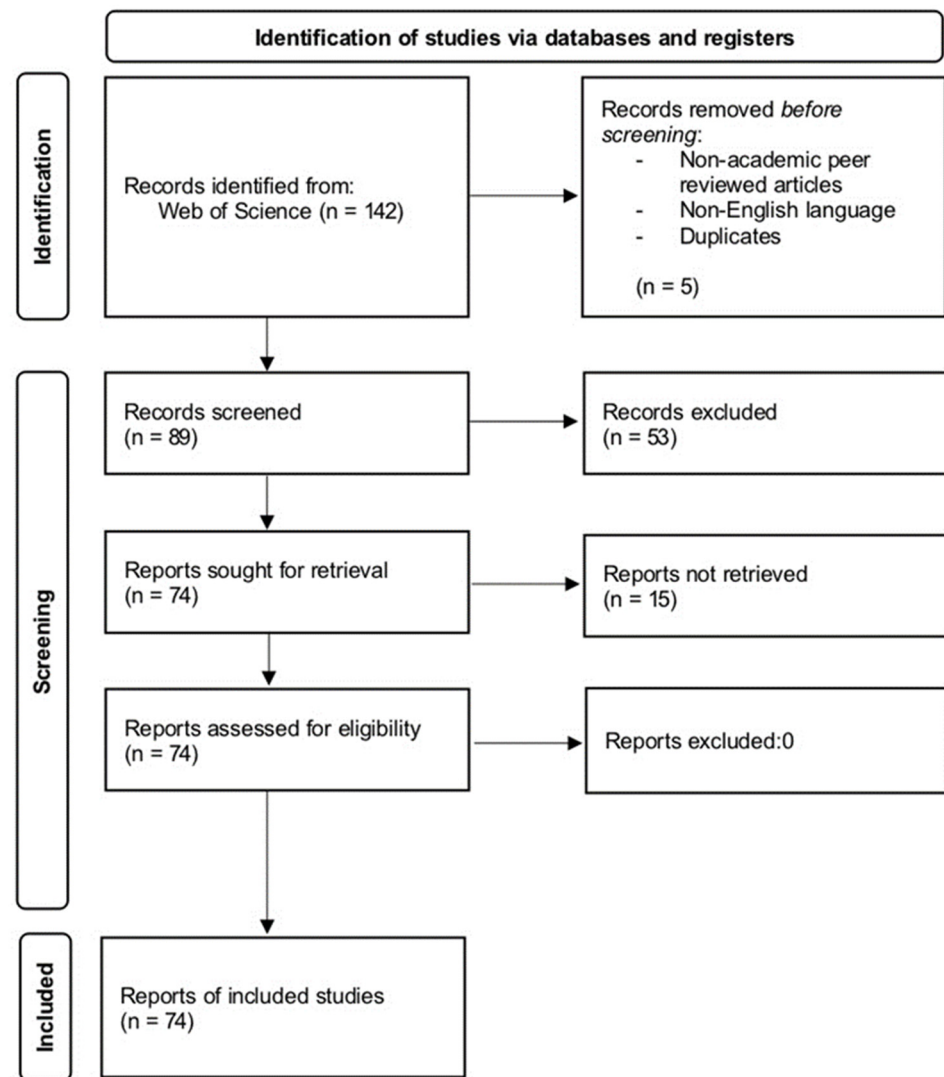 Identification of studies via databases and registers
Identification
Records identified from:
Web of Science (n = 142)
Records removed before
screening:
- Non-academic peer
reviewed articles
- Non-English language
- Duplicates
(n = 5)
Screening
Records screened
(n = 89)
Records excluded
(n = 53)
Reports sought for retrieval
(n = 74)
Reports not retrieved
(n = 15)
Reports assessed for eligibility
(n = 74)
Reports excluded:0
Included
Reports of included studies
(n = 74)